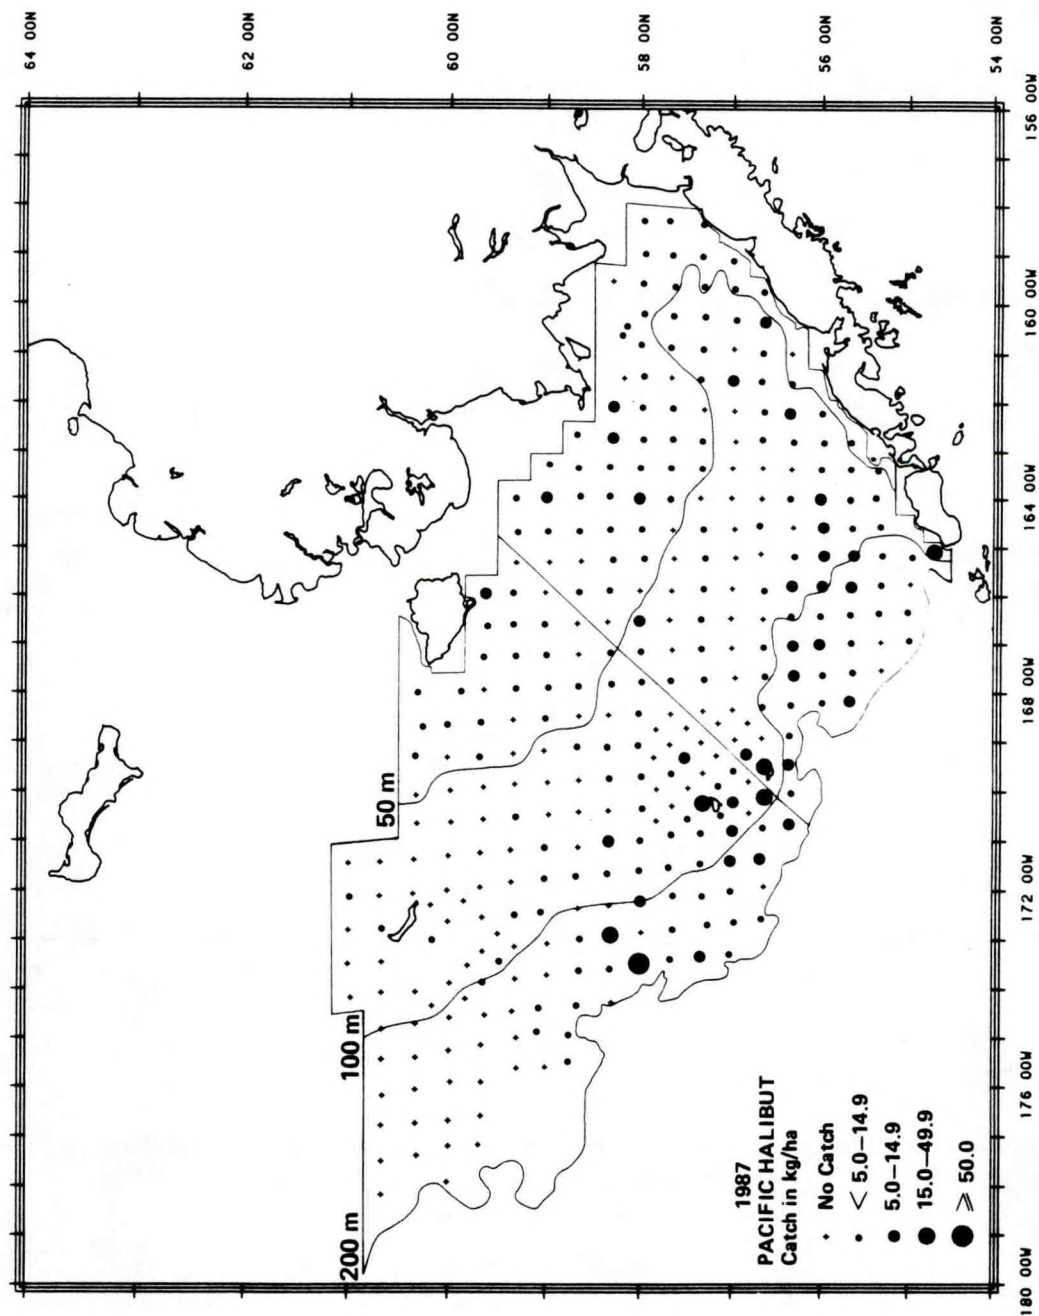 64 00N
62 00N
60 00N
58 00N
56 00N
54 00N
156 00W
160 00W
164 00W
168 00W
172 00W
176 00W
180 00W
50 m
100 m
200 m
1987
PACIFIC HALIBUT
Catch in kg/ha
No Catch
< 5.0–14.9
5.0–14.9
15.0–49.9
⩾ 50.0